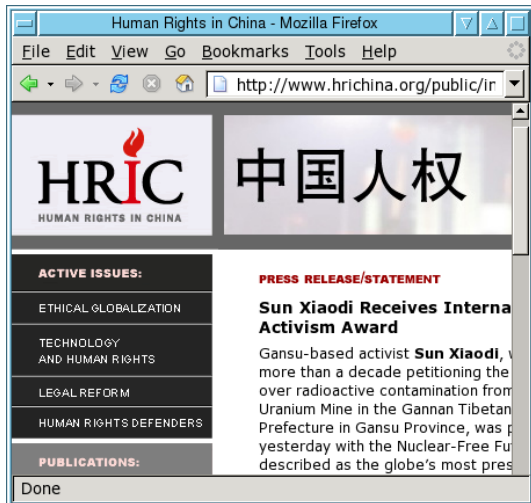 Human Rights in China - Mozilla Firefox
File Edit View Go Bookmarks Tools Help
http://www.hrichina.org/public/in
HRIC
HUMAN RIGHTS IN CHINA
中国人权
ACTIVE ISSUES:
ETHICAL GLOBALIZATION
TECHNOLOGY
AND HUMAN RIGHTS
LEGAL REFORM
HUMAN RIGHTS DEFENDERS
PUBLICATIONS:
PRESS RELEASE/STATEMENT
Sun Xiaodi Receives Interna
Activism Award
Gansu-based activist Sun Xiaodi,
more than a decade petitioning the
over radioactive contamination from
Uranium Mine in the Gannan Tibetan
Prefecture in Gansu Province, was p
yesterday with the Nuclear-Free Fu
described as the globe's most pres
Done